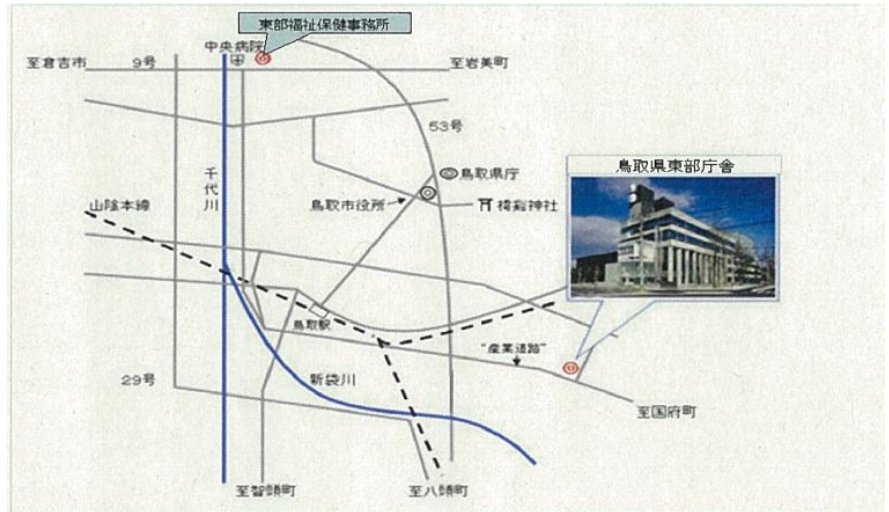 東部福祉保健事務所
中央病院
至倉吉市
9号
至岩美町
53号
鳥取県東部庁舎
千代川
鳥取県庁
山陰本線
鳥取市役所
神社
鳥取駅
"産業道路"
29号
新袋川
至国府町
至智頭町
至八頭町